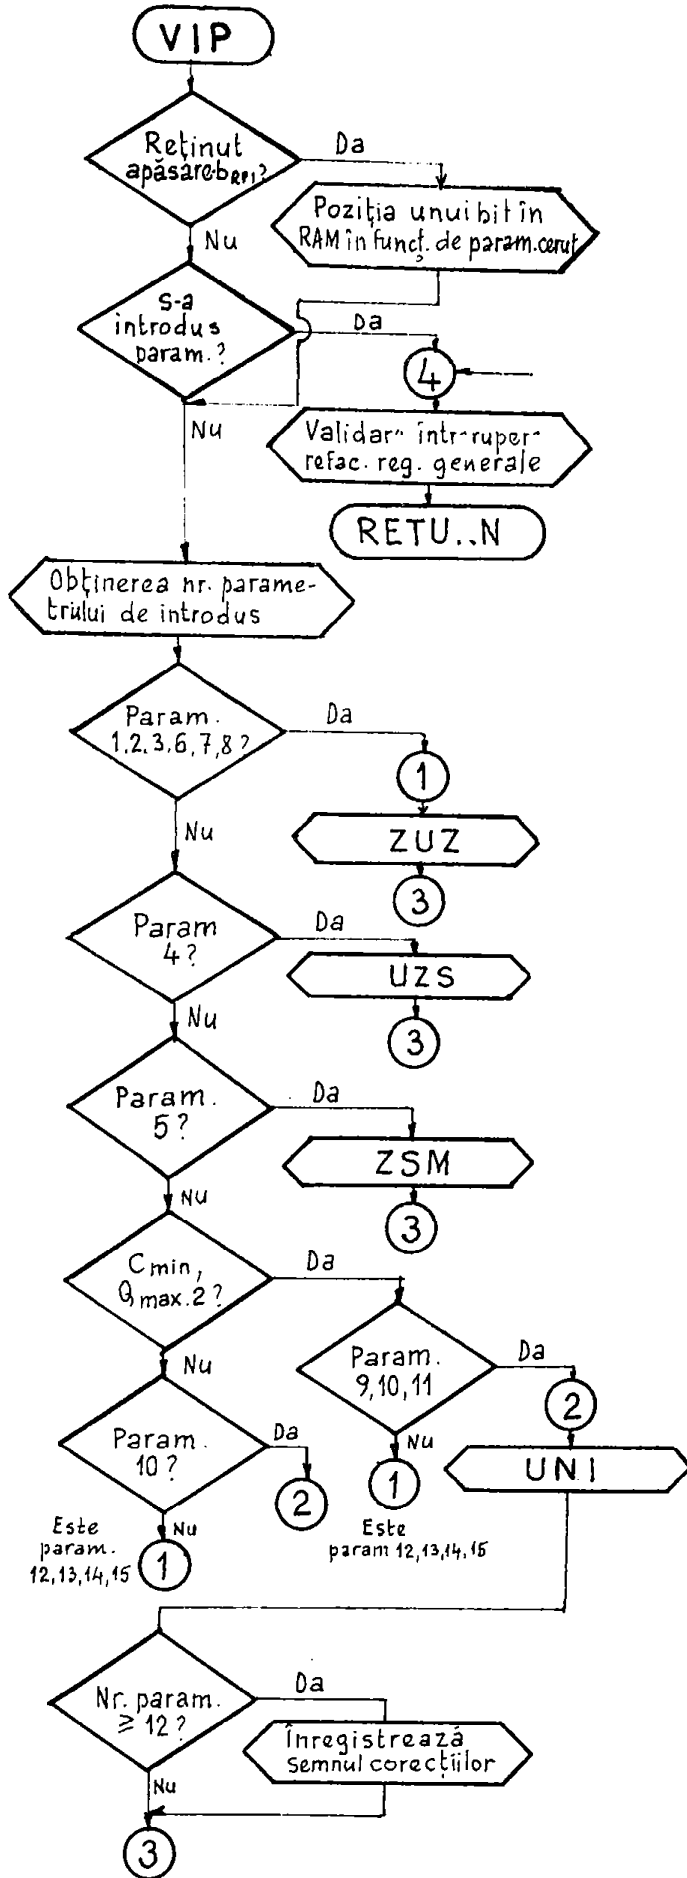 VIP
Reținut
apăsare b RP1?
Da
Poziția unui bit în
RAM în funcț. de param. cerut
Nu
s-a
introdus
param.?
Da
4
Nu
refac. reg. generale
RETU..N
Obținerea nr. parame-
trului de introdus
Param.
1,2,3,6,7,8?
Da
1
Nu
ZUZ
3
Param
4?
Da
UZS
Nu
3
Param.
5?
Da
ZSM
Nu
3
Cmin,
Qmax.2?
Da
Param.
9,10,11
Da
Nu
2
Param.
10?
Da
Nu
UNI
2
1
Este
param.
12,13,14,15
Nu
1
Este
param 12,13,14,15
Nr. param.
≥ 12?
Da
Înregistrează
semnul corecțiilor
Nu
3